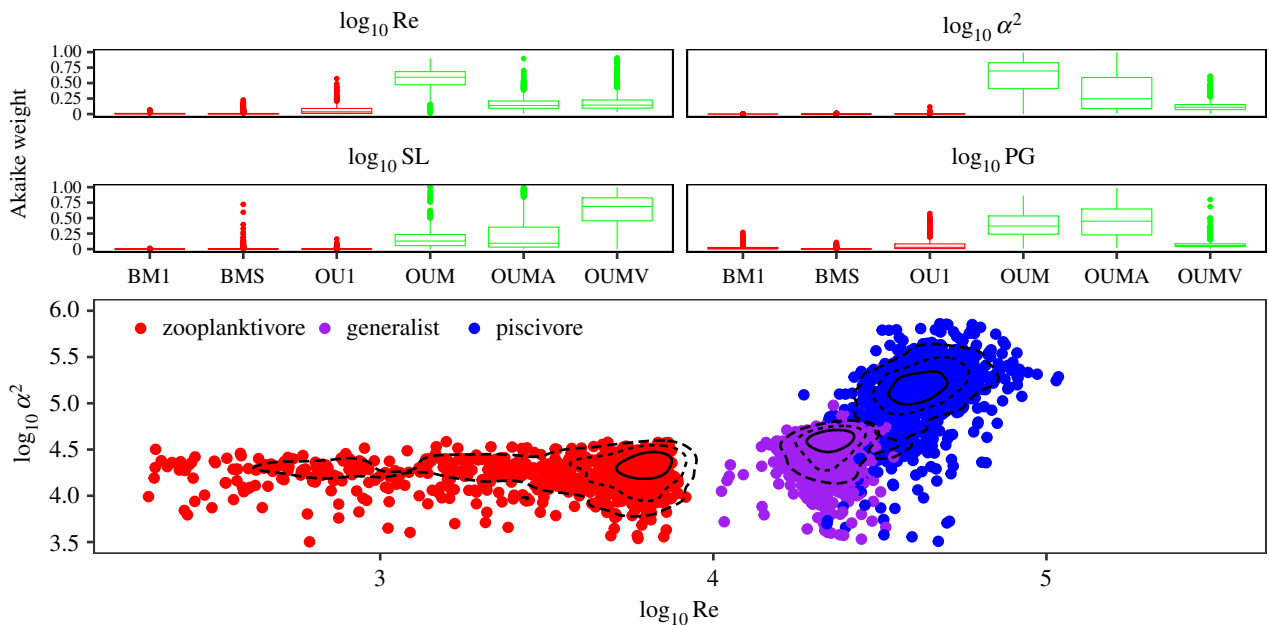 log10 Re
log10 α2
1.00
0.75
0.50
0.25
0
Akaike weight
log10 SL
log10 PG
1.00
0.75
0.50
0.25
0
BM1 BMS OU1 OUM OUMA OUMV
BM1 BMS OU1 OUM OUMA OUMV
6.0
5.5
5.0
4.5
4.0
3.5
log10 α2
zooplanktivore generalist piscivore
3 4 5
log10 Re